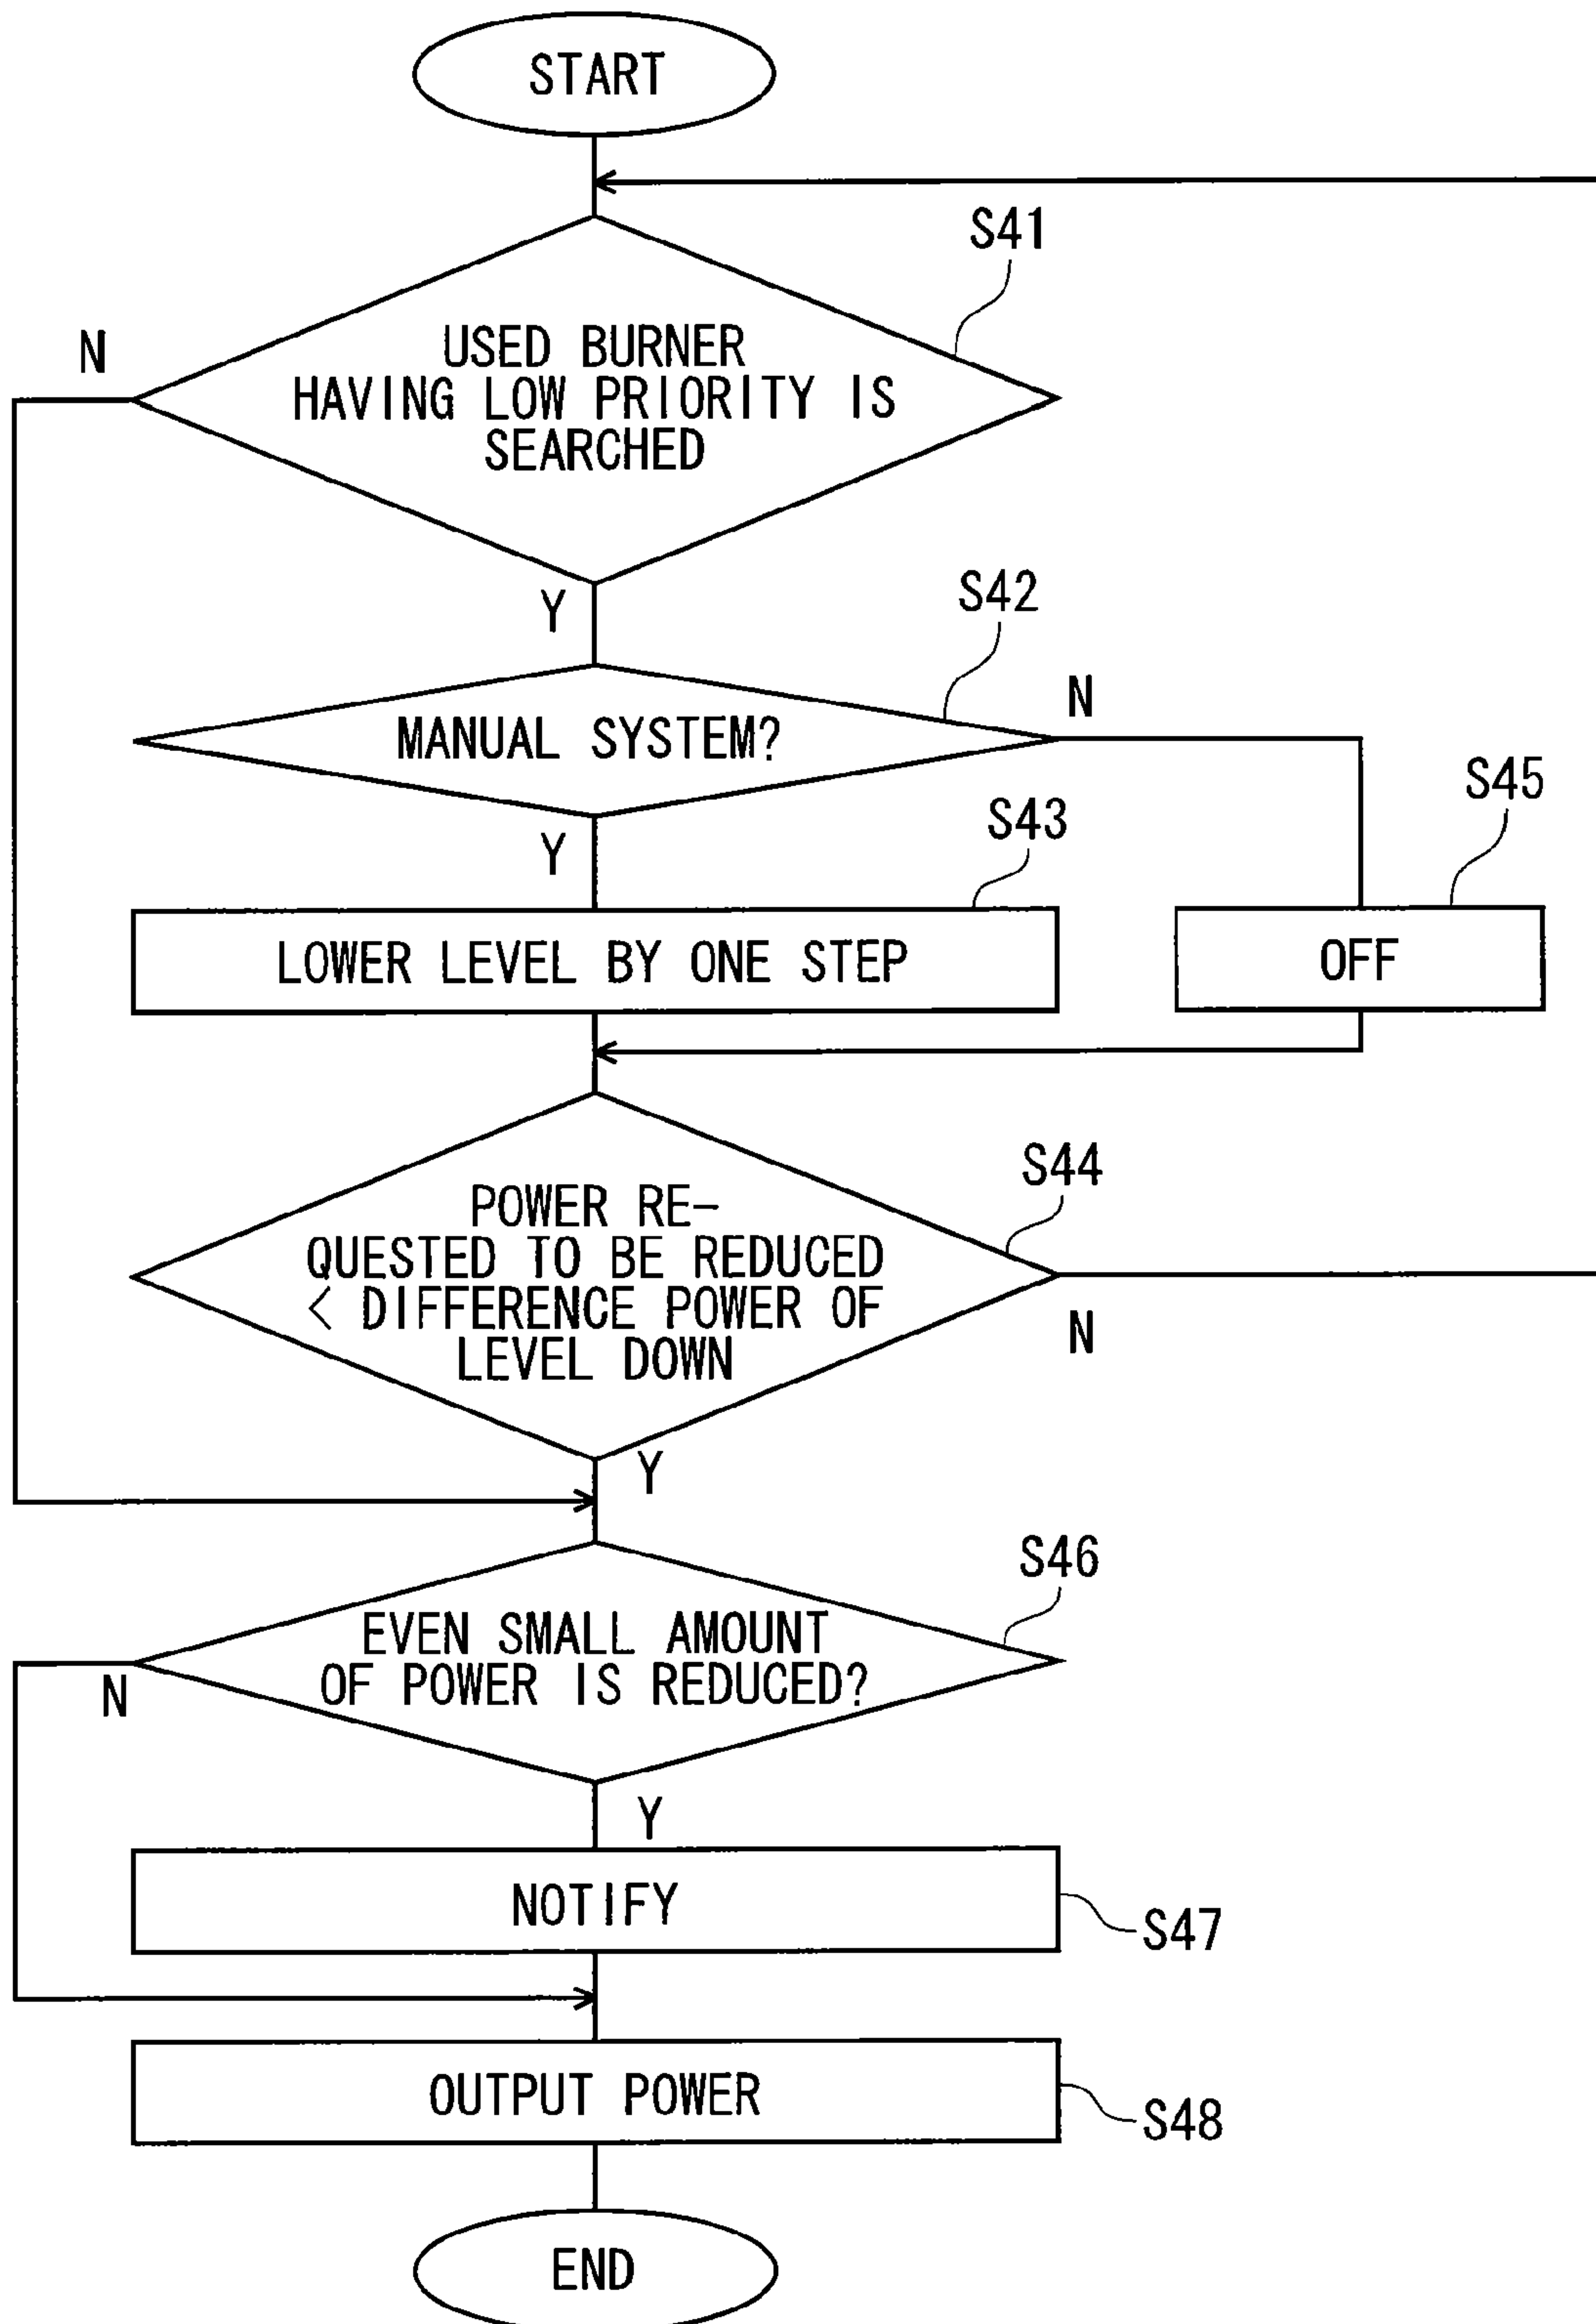 START
S41
N
USED BURNER
HAVING LOW PRIORITY IS
SEARCHED
Y
S42
N
MANUAL SYSTEM?
S45
S43
Y
LOWER LEVEL BY ONE STEP
OFF
S44
POWER RE-
QUESTED TO BE REDUCED
< DIFFERENCE POWER OF
LEVEL DOWN
N
Y
S46
EVEN SMALL AMOUNT
OF POWER IS REDUCED?
N
Y
NOTIFY
S47
OUTPUT POWER
S48
END